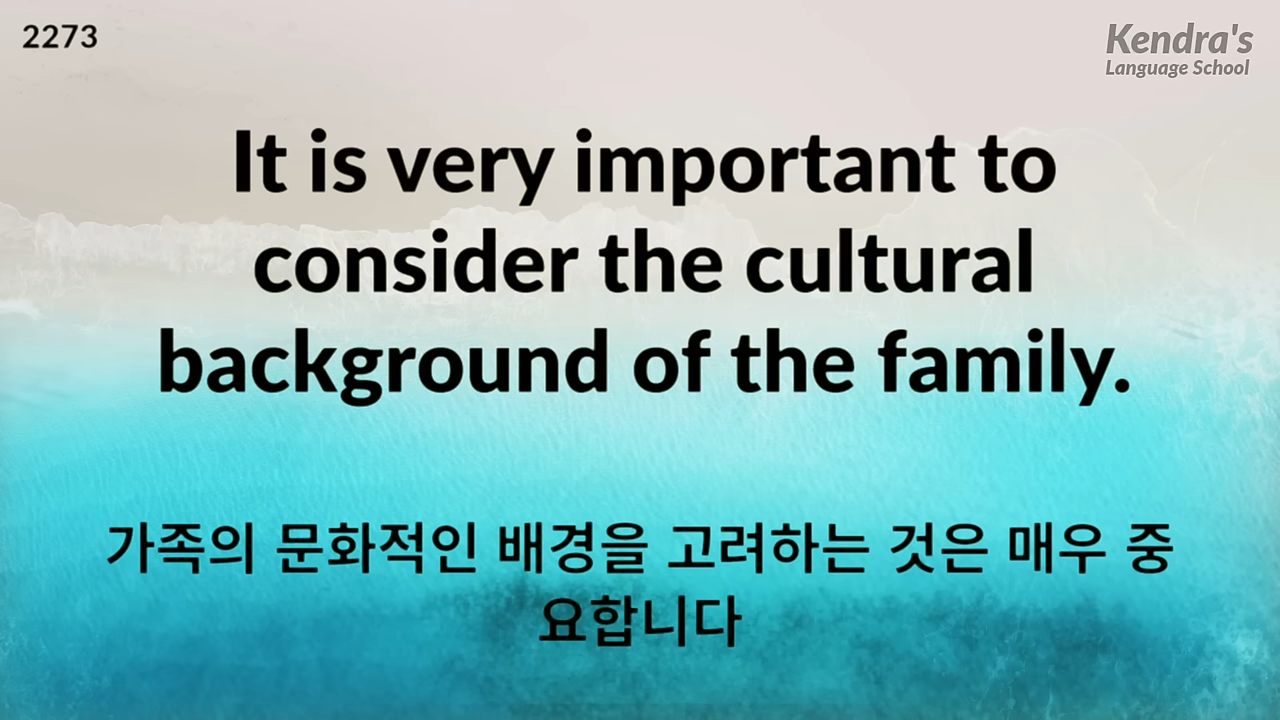 2273
Kendra's
Language School
It is very important to
consider the cultural
background of the family.
가족의 문화적인 배경을 고려하는 것은 매우 중
요합니다